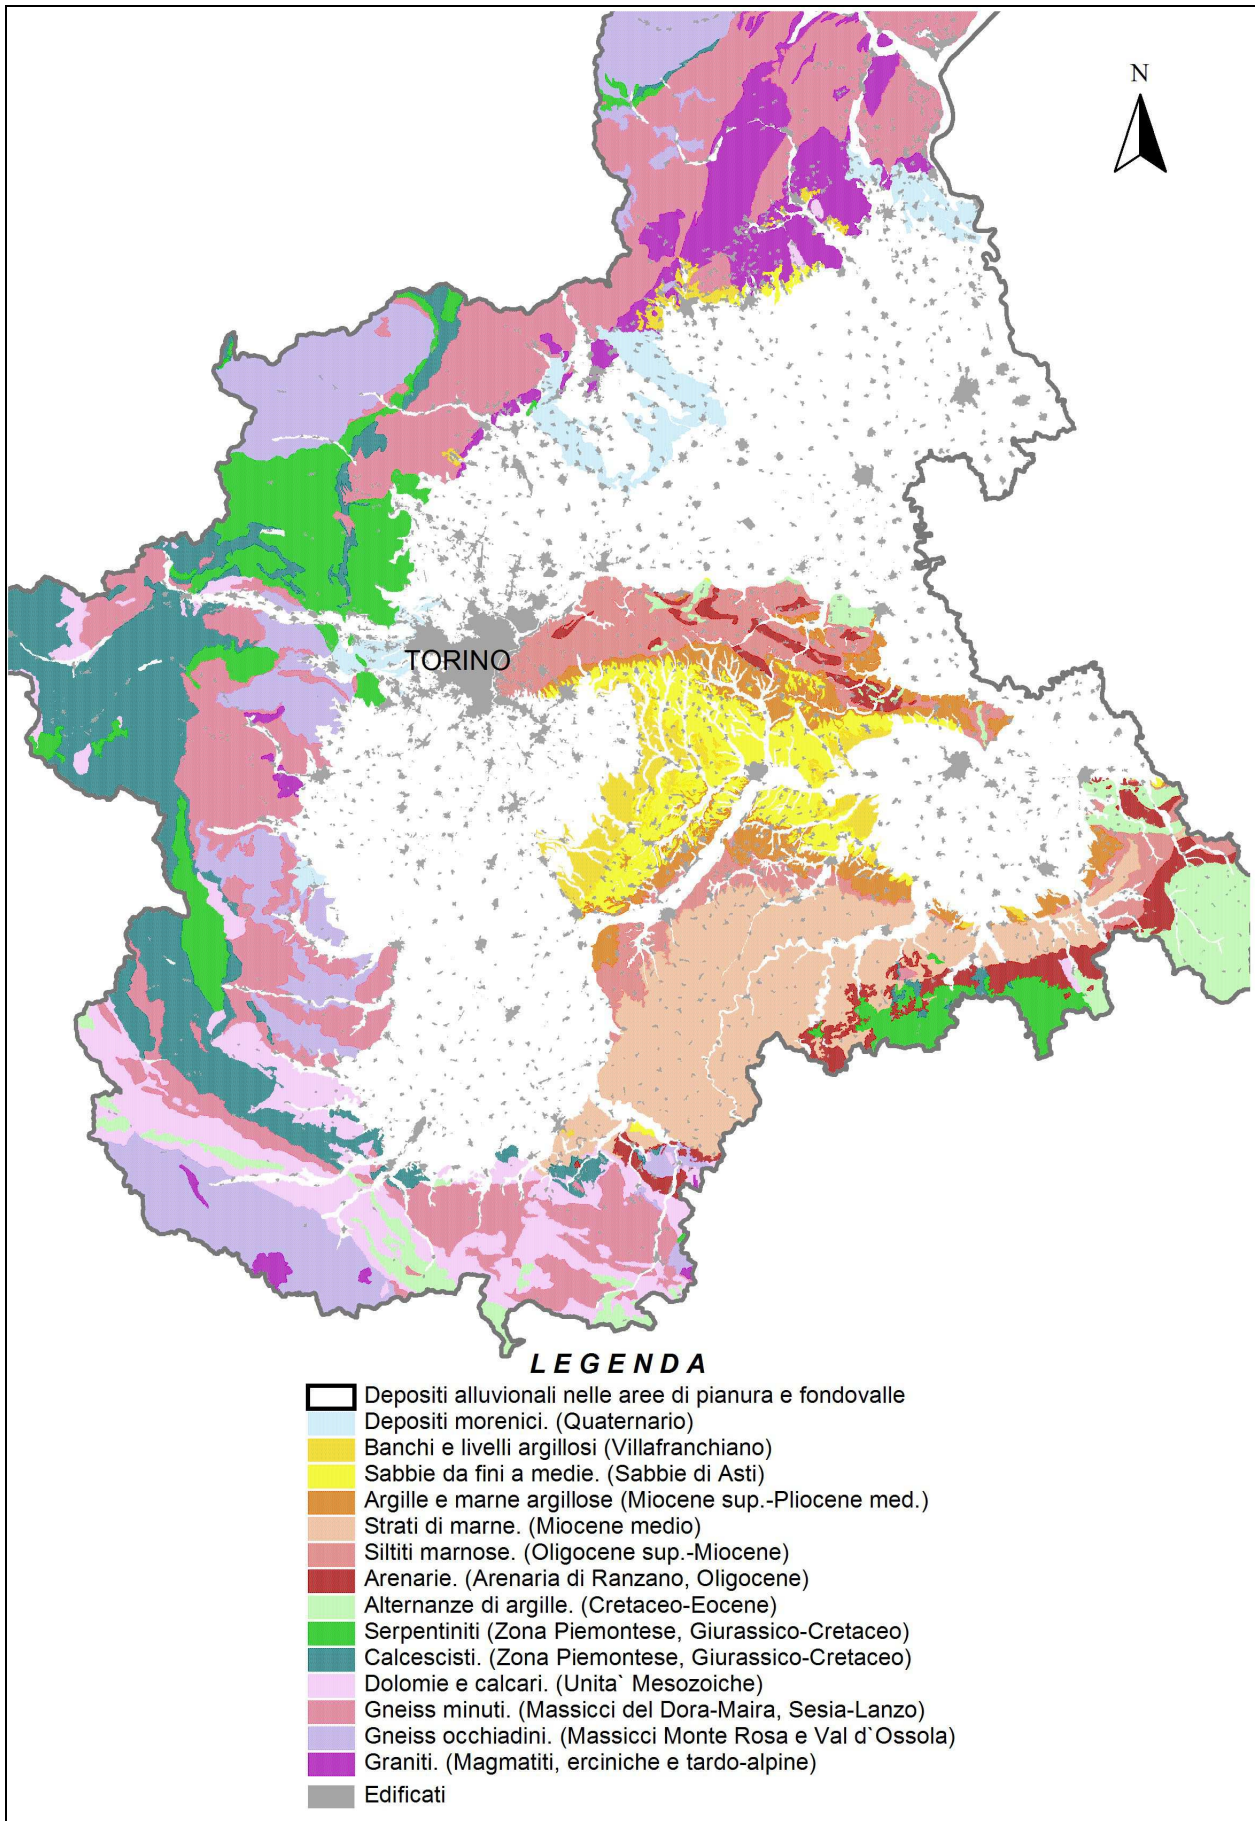 N
TORINO
LEGENDA
Depositi alluvionali nelle aree di pianura e fondovalle
Depositi morenici. (Quaternario)
Banchi e livelli argillosi (Villafranchiano)
Sabbie da fini a medie. (Sabbie di Asti)
Argille e marne argillose (Miocene sup.-Pliocene med.)
Strati di marne. (Miocene medio)
Siltiti marnose. (Oligocene sup.-Miocene)
Arenarie. (Arenaria di Ranzano, Oligocene)
Alternanze di argille. (Cretaceo-Eocene)
Serpentiniti (Zona Piemontese, Giurassico-Cretaceo)
Calcescisti. (Zona Piemontese, Giurassico-Cretaceo)
Dolomie e calcari. (Unita` Mesozoiche)
Gneiss minuti. (Massicci del Dora-Maira, Sesia-Lanzo)
Gneiss occhiadini. (Massicci Monte Rosa e Val d`Ossola)
Graniti. (Magmatiti, erciniche e tardo-alpine)
Edificati